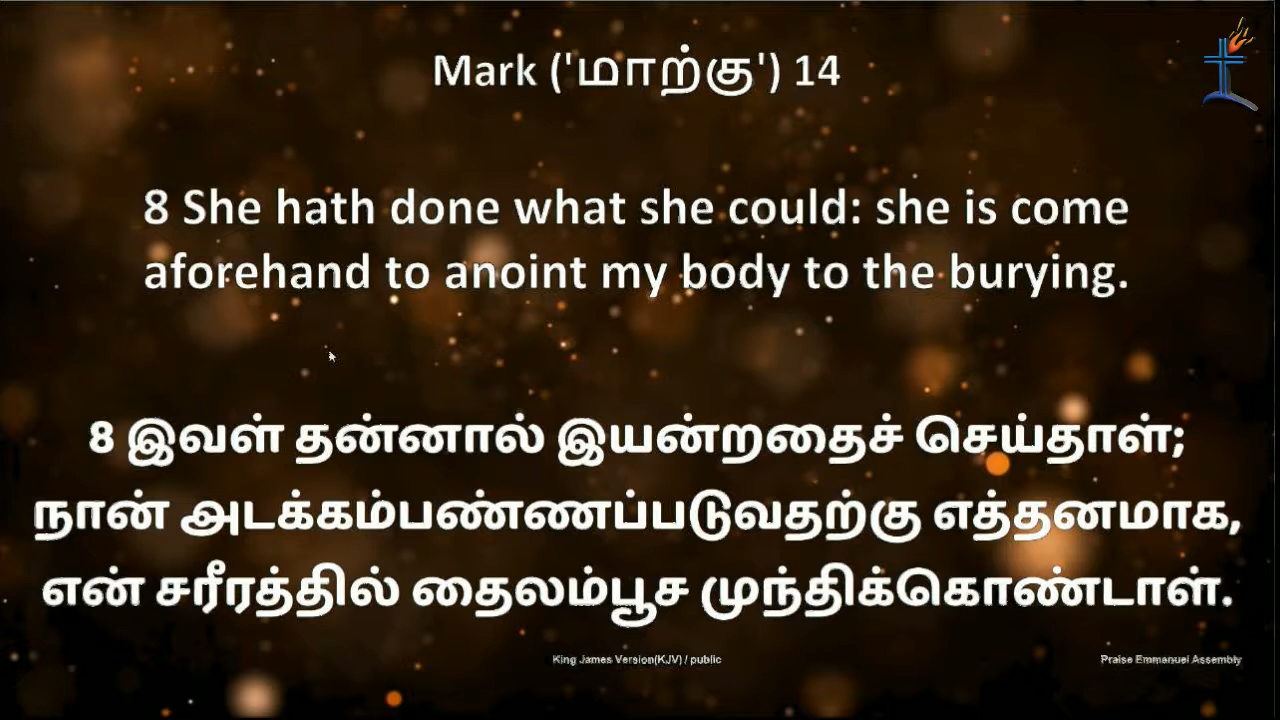 Mark ('மாற்கு') 14
8 She hath done what she could: she is come
aforehand to anoint my body to the burying.
8 இவள் தன்னால் இயன்றதைச் செய்தாள்;
நான் அடக்கம்பண்ணப்படுவதற்கு எத்தனமாக,
என் சரீரத்தில் தைலம்பூச முந்திக்கொண்டாள்.
King James Version(KJV) / public
Praise Emmanuel Assembly